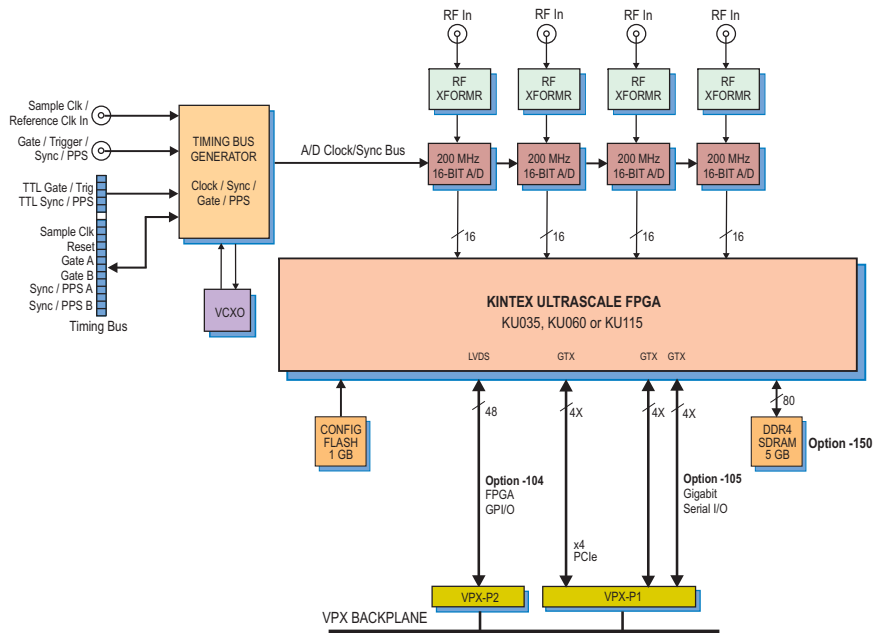 RF In
RF In
RF In
RF In
RF
XFORMR
RF
XFORMR
RF
XFORMR
RF
XFORMR
Sample Clk /
Reference Clk In
Gate / Trigger /
Sync / PPS
TTL Gate / Trig
TTL Sync / PPS
Sample Clk
Reset
Gate A
Gate B
Sync / PPS A
Sync / PPS B
Timing Bus
TIMING BUS
GENERATOR
Clock / Sync /
Gate / PPS
VCXO
A/D Clock/Sync Bus
200 MHz
16-BIT A/D
200 MHz
16-BIT A/D
200 MHz
16-BIT A/D
200 MHz
16-BIT A/D
16
16
16
16
KINTEX ULTRASCALE FPGA
KU035, KU060 or KU115
LVDS
GTX
GTX
GTX
48
4X
4X
4X
80
CONFIG
FLASH
1 GB
DDR4
SDRAM
5 GB
Option -150
Option -104
FPGA
GPI/O
x4
PCIe
Option -105
Gigabit
Serial I/O
VPX-P2
VPX-P1
VPX BACKPLANE